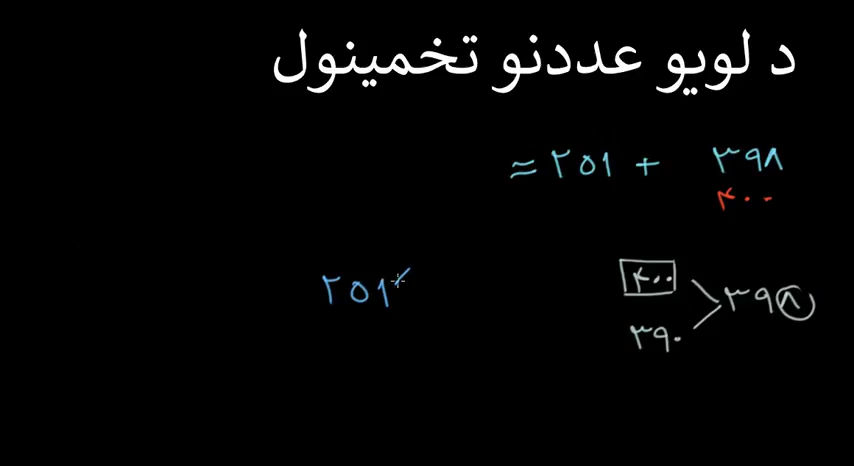 د لویو عددنو تخمینول
۳۹۸ + ۲۵۱ ≈
۴۰۰
۲۵۱
۴۰۰
۳۹۸
۳۹۰